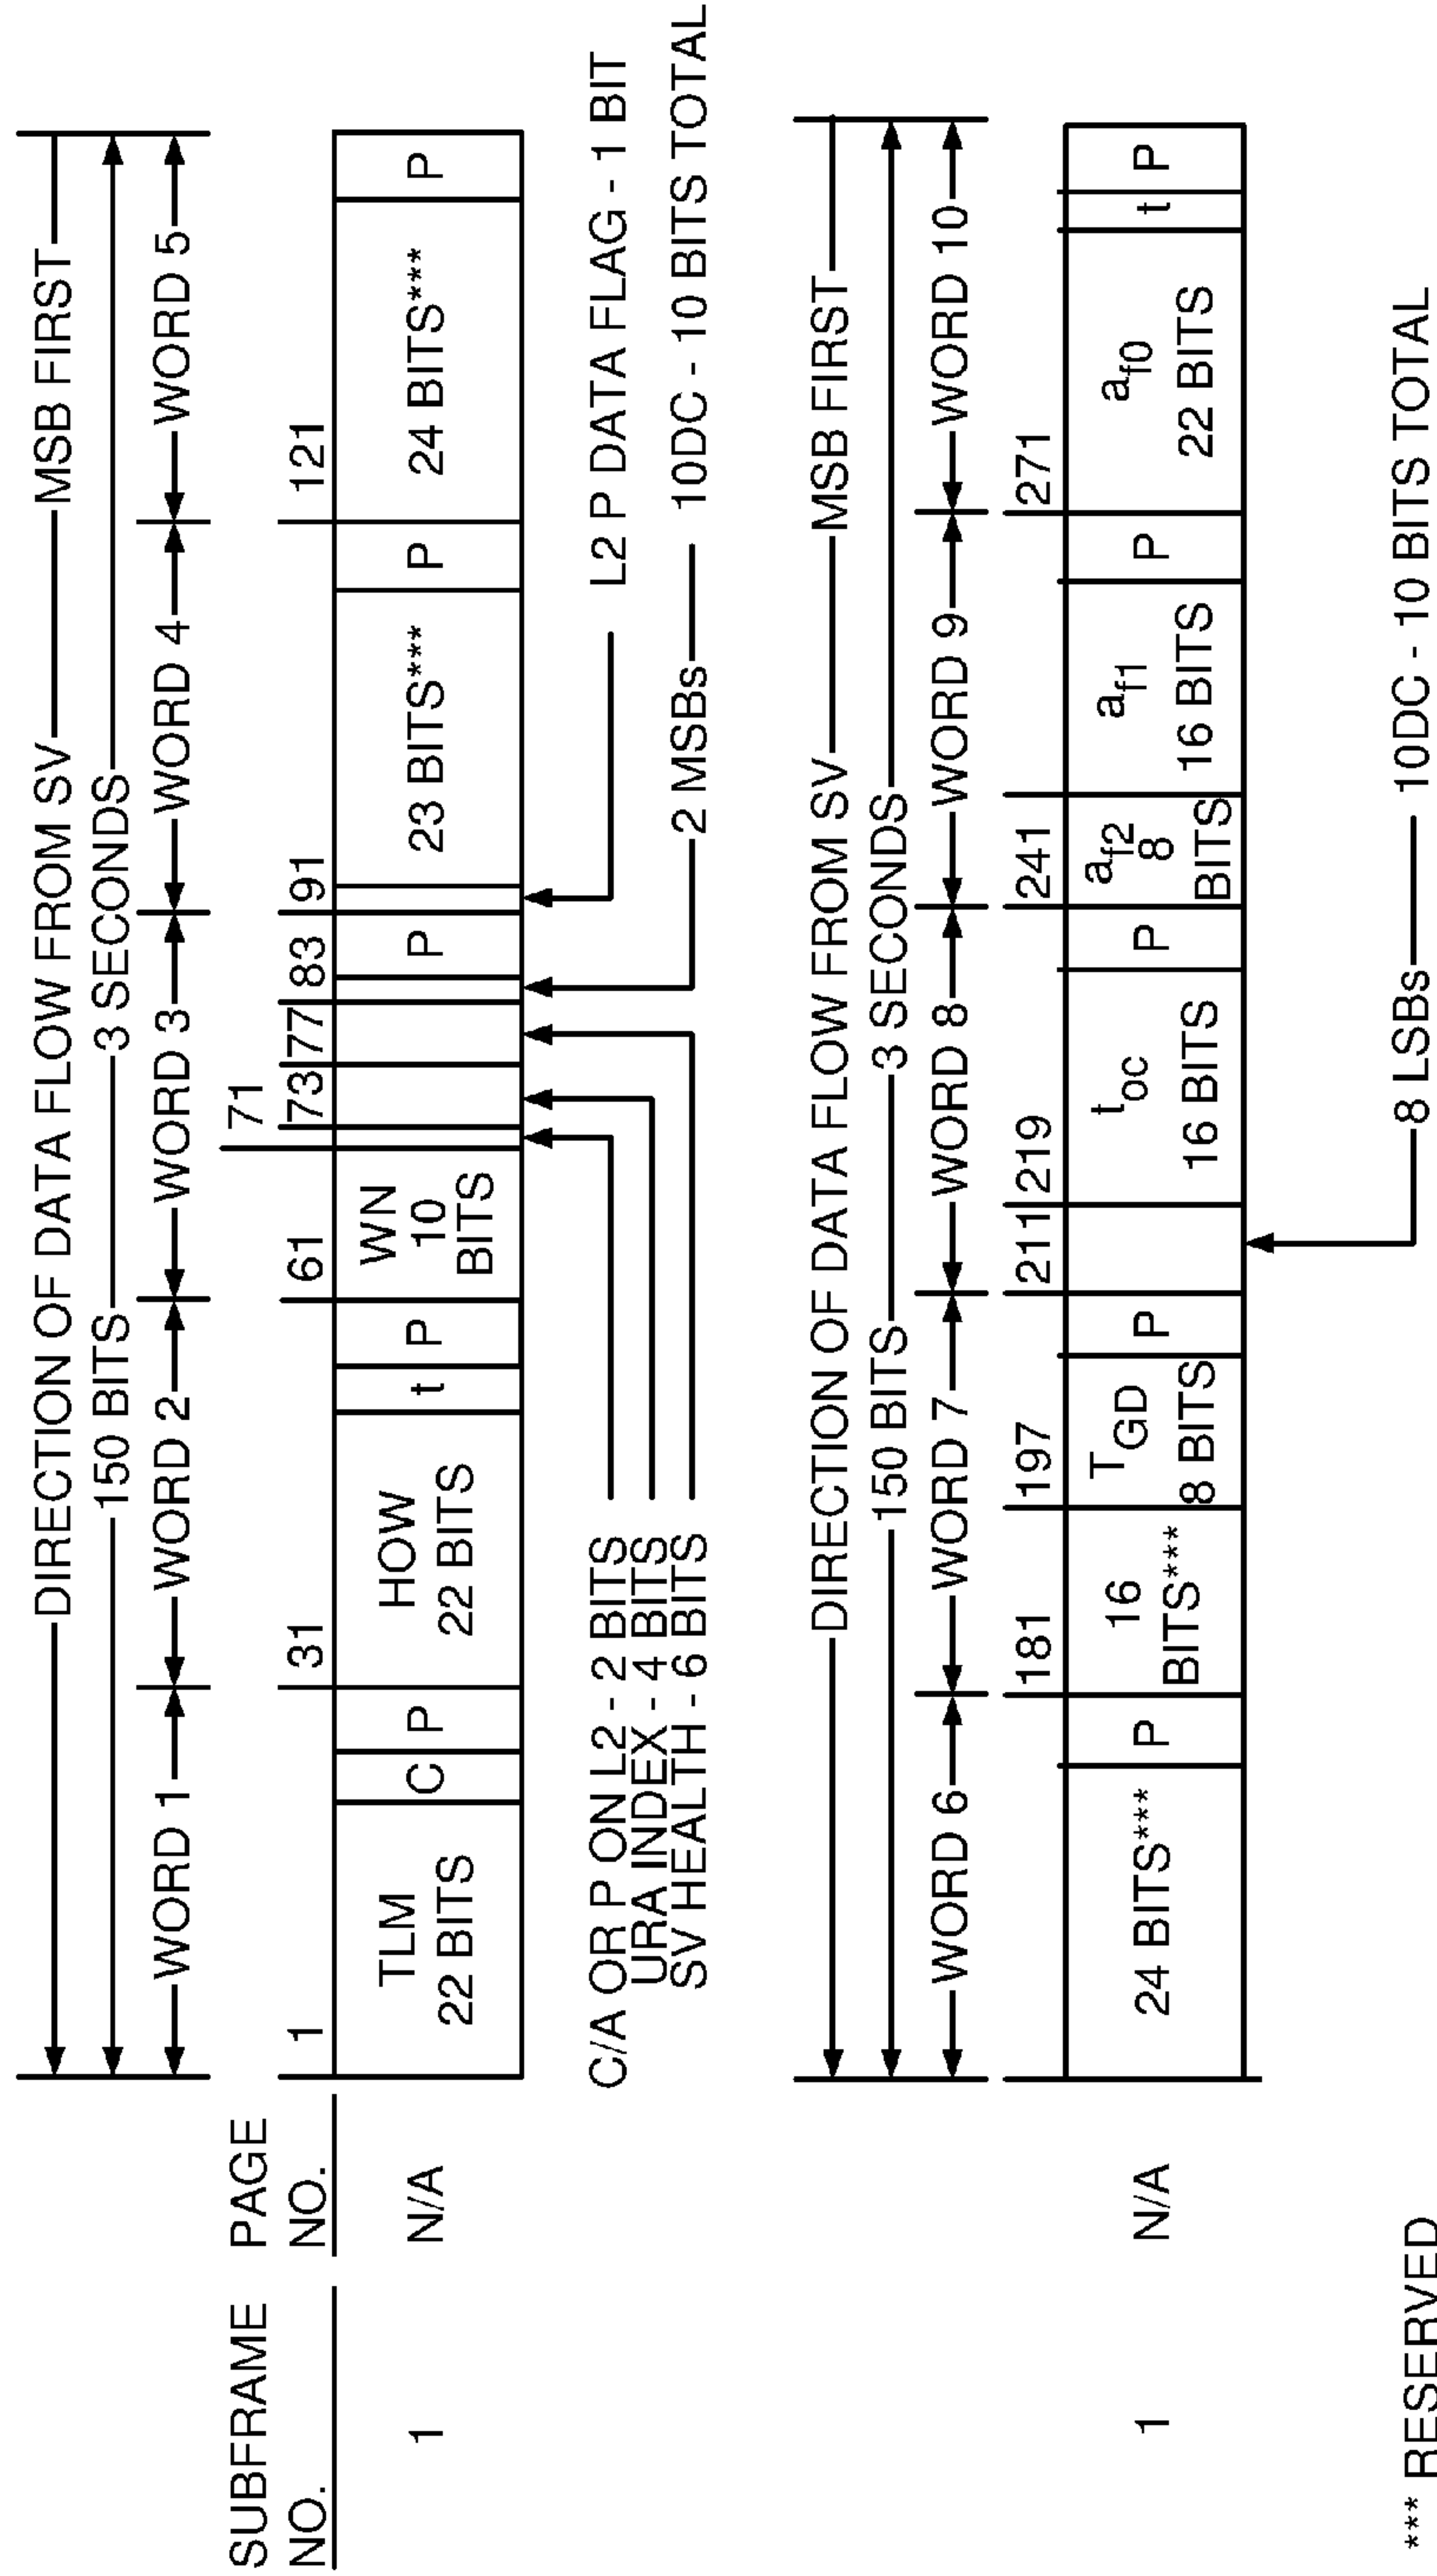 DIRECTION OF DATA FLOW FROM SV MSB FIRST
150 BITS 3 SECONDS
WORD 1 WORD 2 WORD 3 WORD 4 WORD 5
SUBFRAME PAGE 71
NO. NO. 1 31 61 73 77 83 91 121
1 N/A TLM 22 BITS C P HOW 22 BITS t P WN 10 BITS P 23 BITS*** P 24 BITS*** P
C/A OR P ON L2 - 2 BITS L2 P DATA FLAG - 1 BIT
URA INDEX - 4 BITS
SV HEALTH - 6 BITS 2 MSBs 10DC - 10 BITS TOTAL
DIRECTION OF DATA FLOW FROM SV MSB FIRST
150 BITS 3 SECONDS
WORD 6 WORD 7 WORD 8 WORD 9 WORD 10
181 197 211 219 241 271
1 N/A 24 BITS*** P 16 BITS*** TGD 8 BITS P toc 16 BITS P af2 8 BITS af1 16 BITS P af0 22 BITS t P
8 LSBs 10DC - 10 BITS TOTAL
*** RESERVED